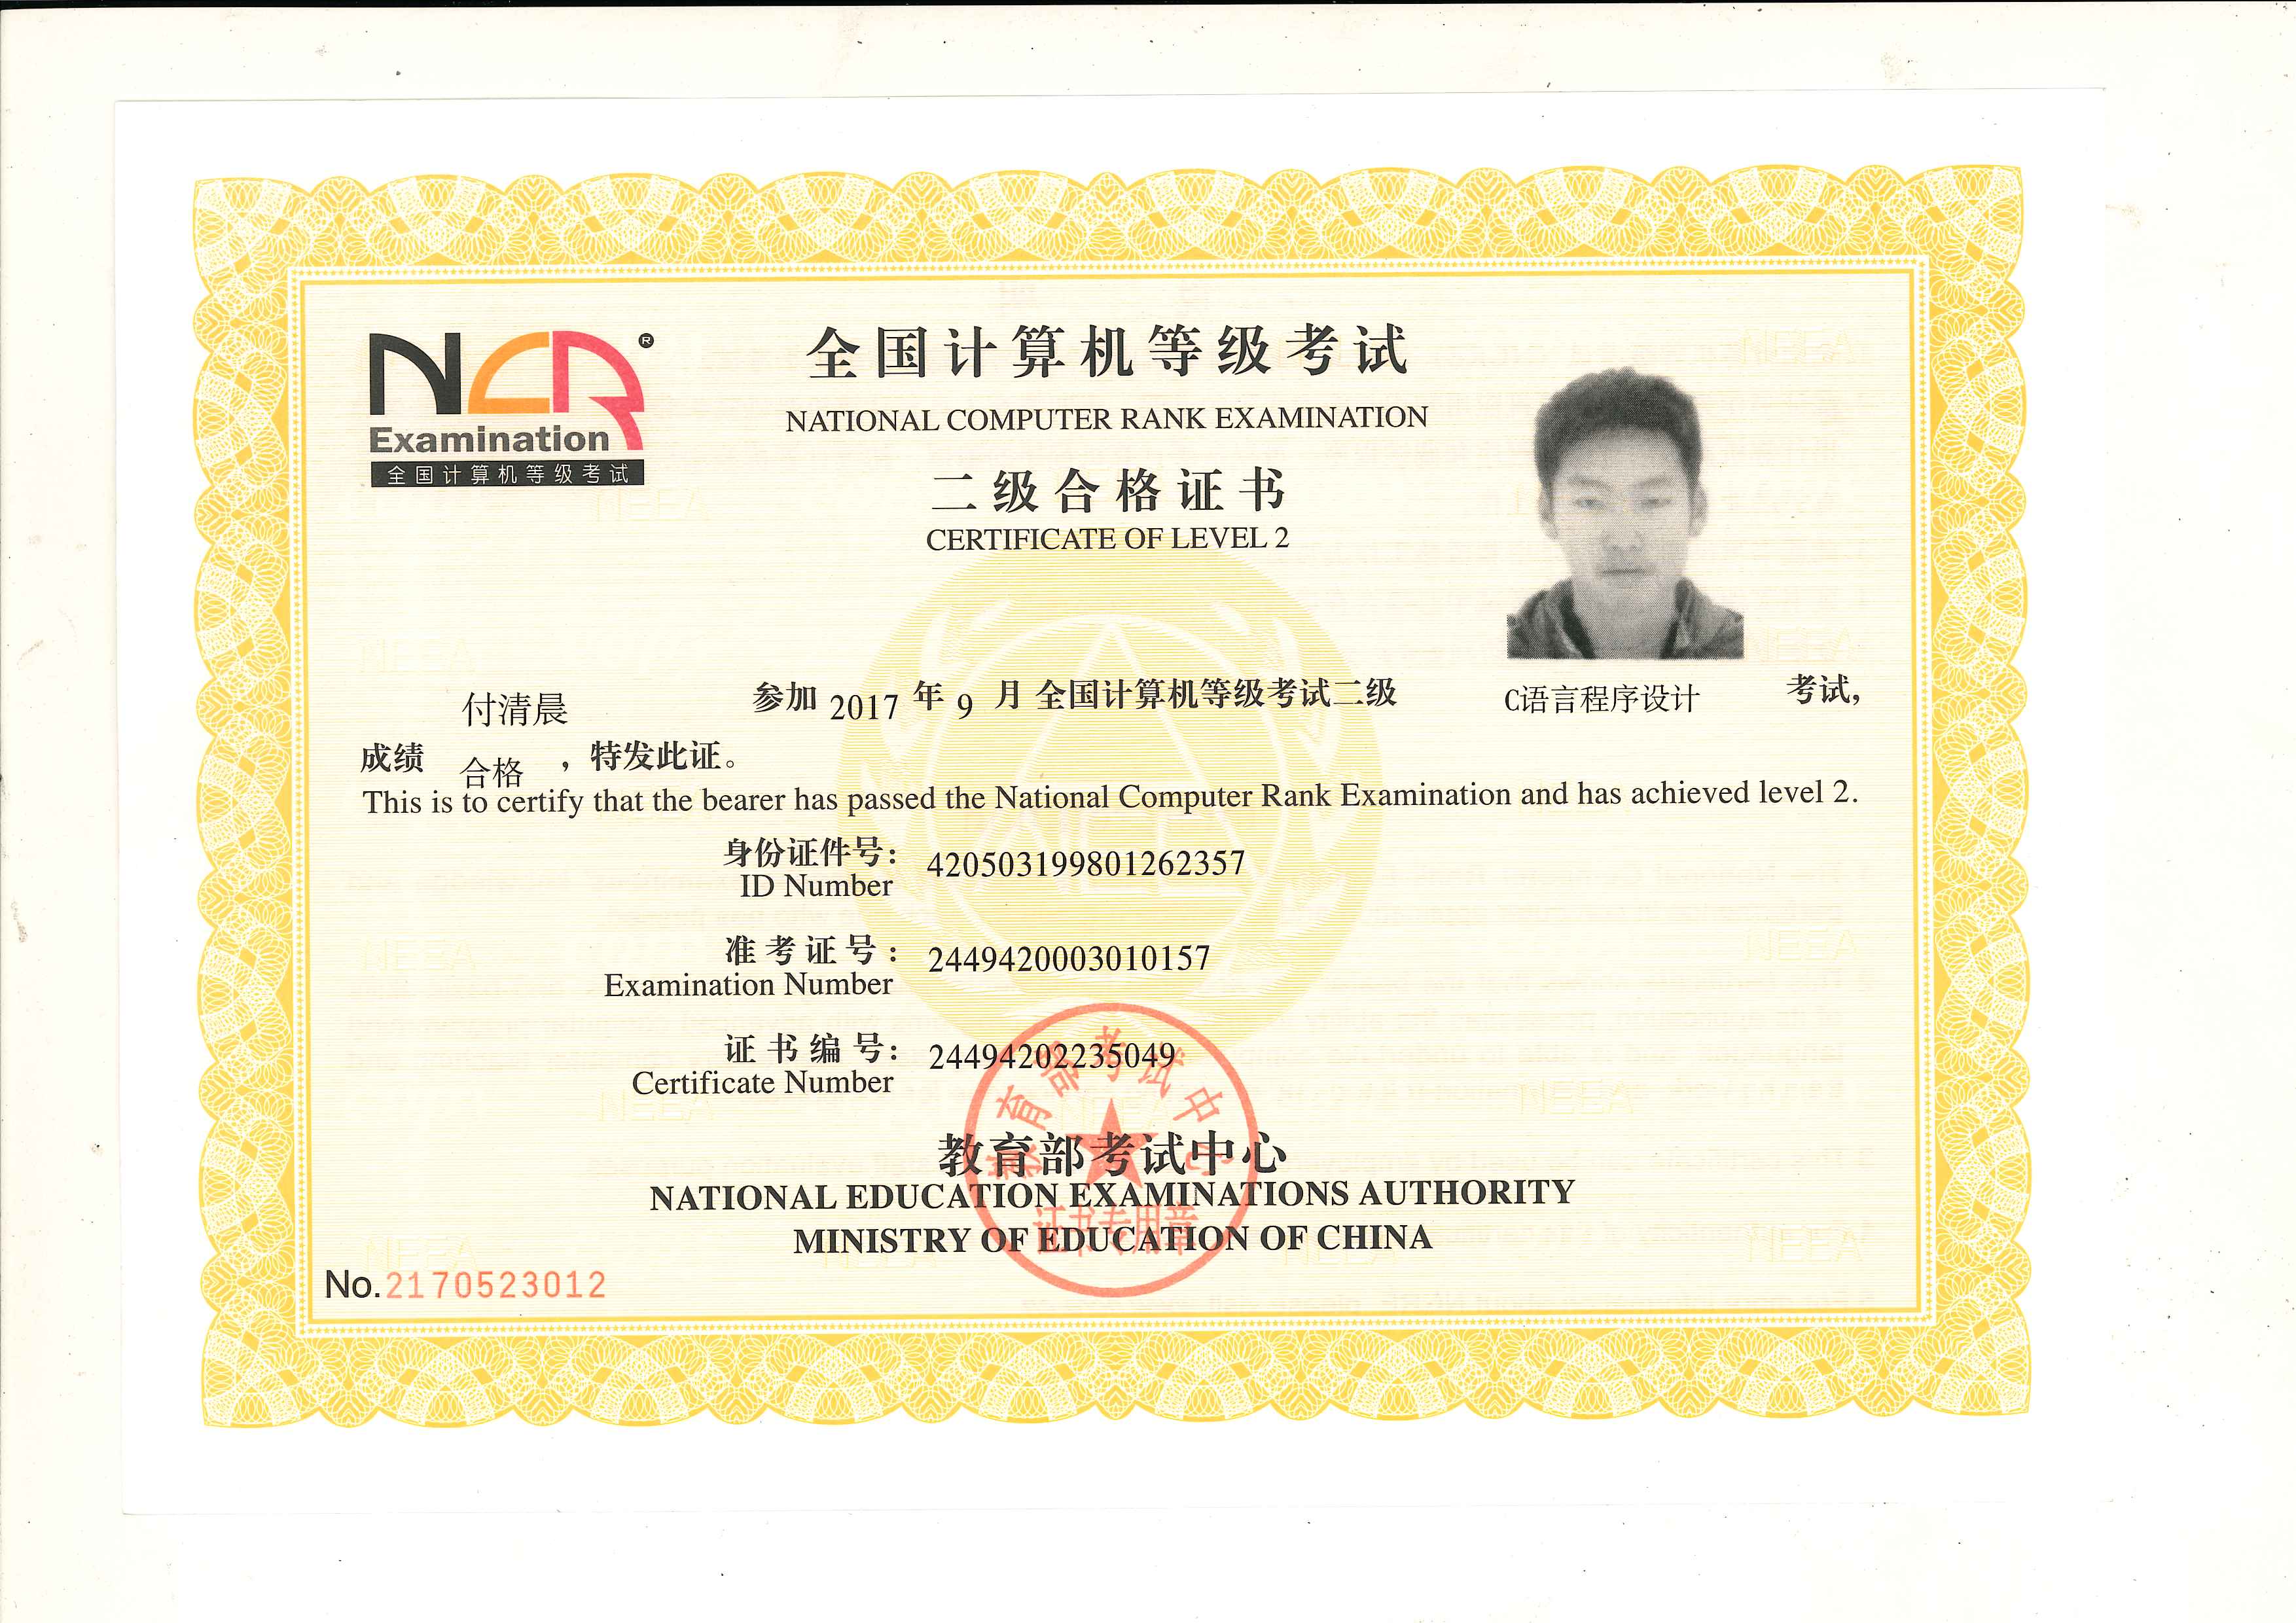 NCR®
Examination
全国计算机等级考试
全国计算机等级考试
NATIONAL COMPUTER RANK EXAMINATION
二级合格证书
CERTIFICATE OF LEVEL 2
付清晨 参加 2017 年 9 月 全国计算机等级考试二级 C语言程序设计 考试,
成绩 合格 ，特发此证。
This is to certify that the bearer has passed the National Computer Rank Examination and has achieved level 2.
身份证件号： 420503199801262357
ID Number
准考证号： 2449420003010157
Examination Number
证书编号： 24494202235049
Certificate Number
教育部考试中心
教育部考试中心
NATIONAL EDUCATION EXAMINATIONS AUTHORITY
证书专用章
MINISTRY OF EDUCATION OF CHINA
No.2170523012